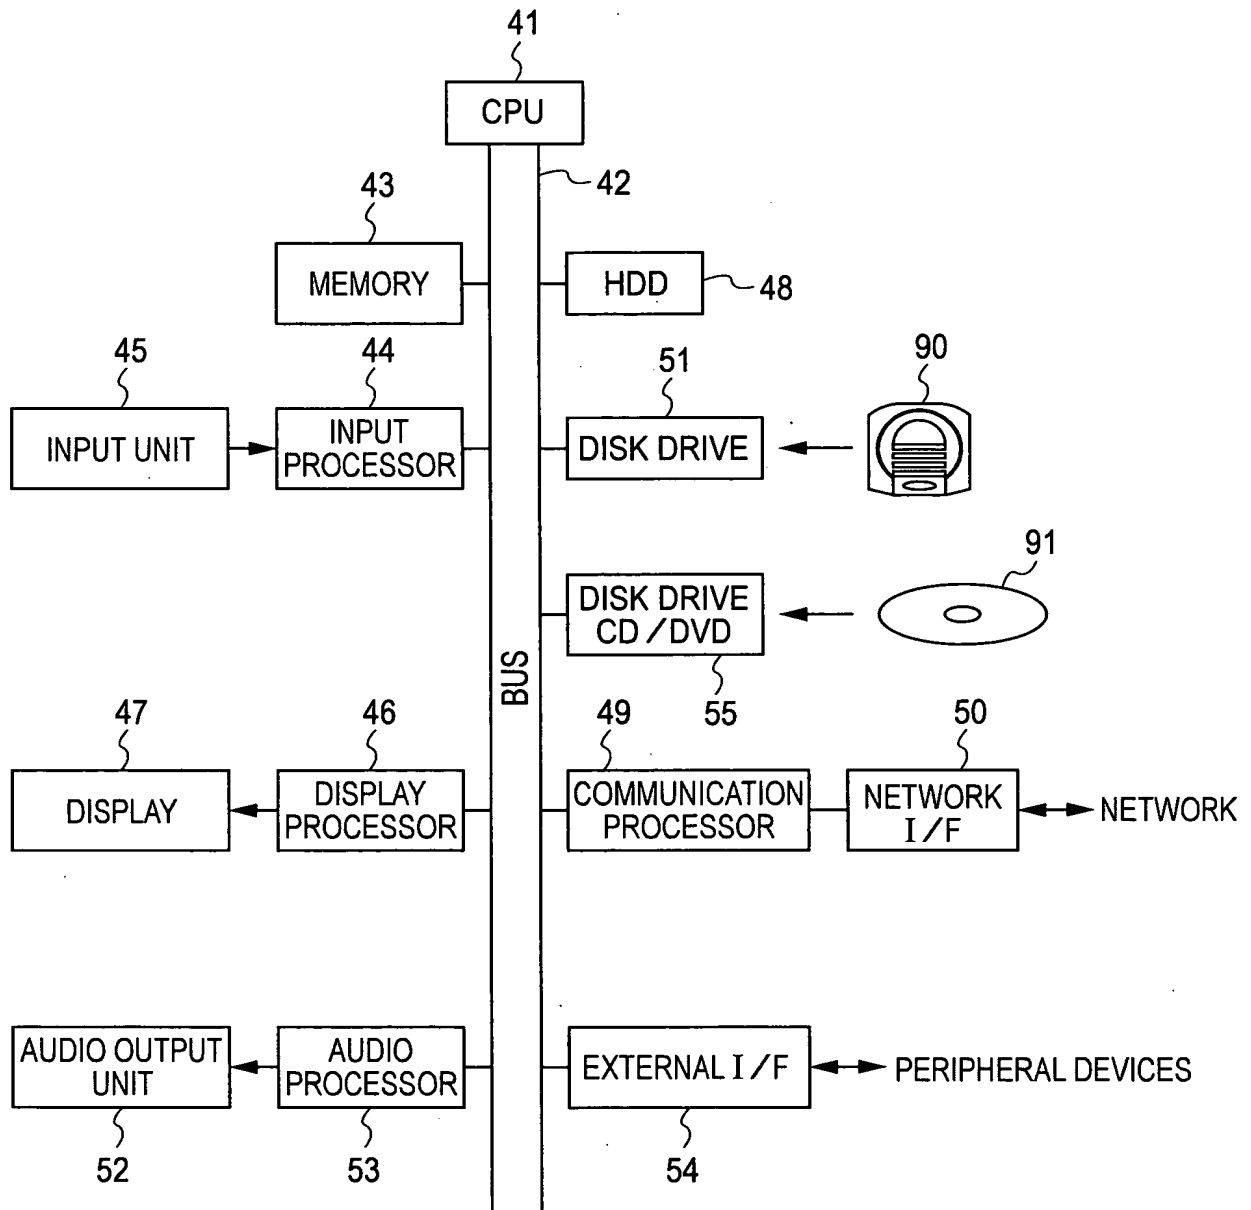 41
CPU
42
43
MEMORY
HDD
48
45
44
51
90
INPUT UNIT
INPUT
PROCESSOR
DISK DRIVE
91
DISK DRIVE
CD/DVD
BUS
55
47
46
49
50
DISPLAY
DISPLAY
PROCESSOR
COMMUNICATION
PROCESSOR
NETWORK
I/F
NETWORK
AUDIO OUTPUT
UNIT
AUDIO
PROCESSOR
EXTERNAL I/F
PERIPHERAL DEVICES
52
53
54